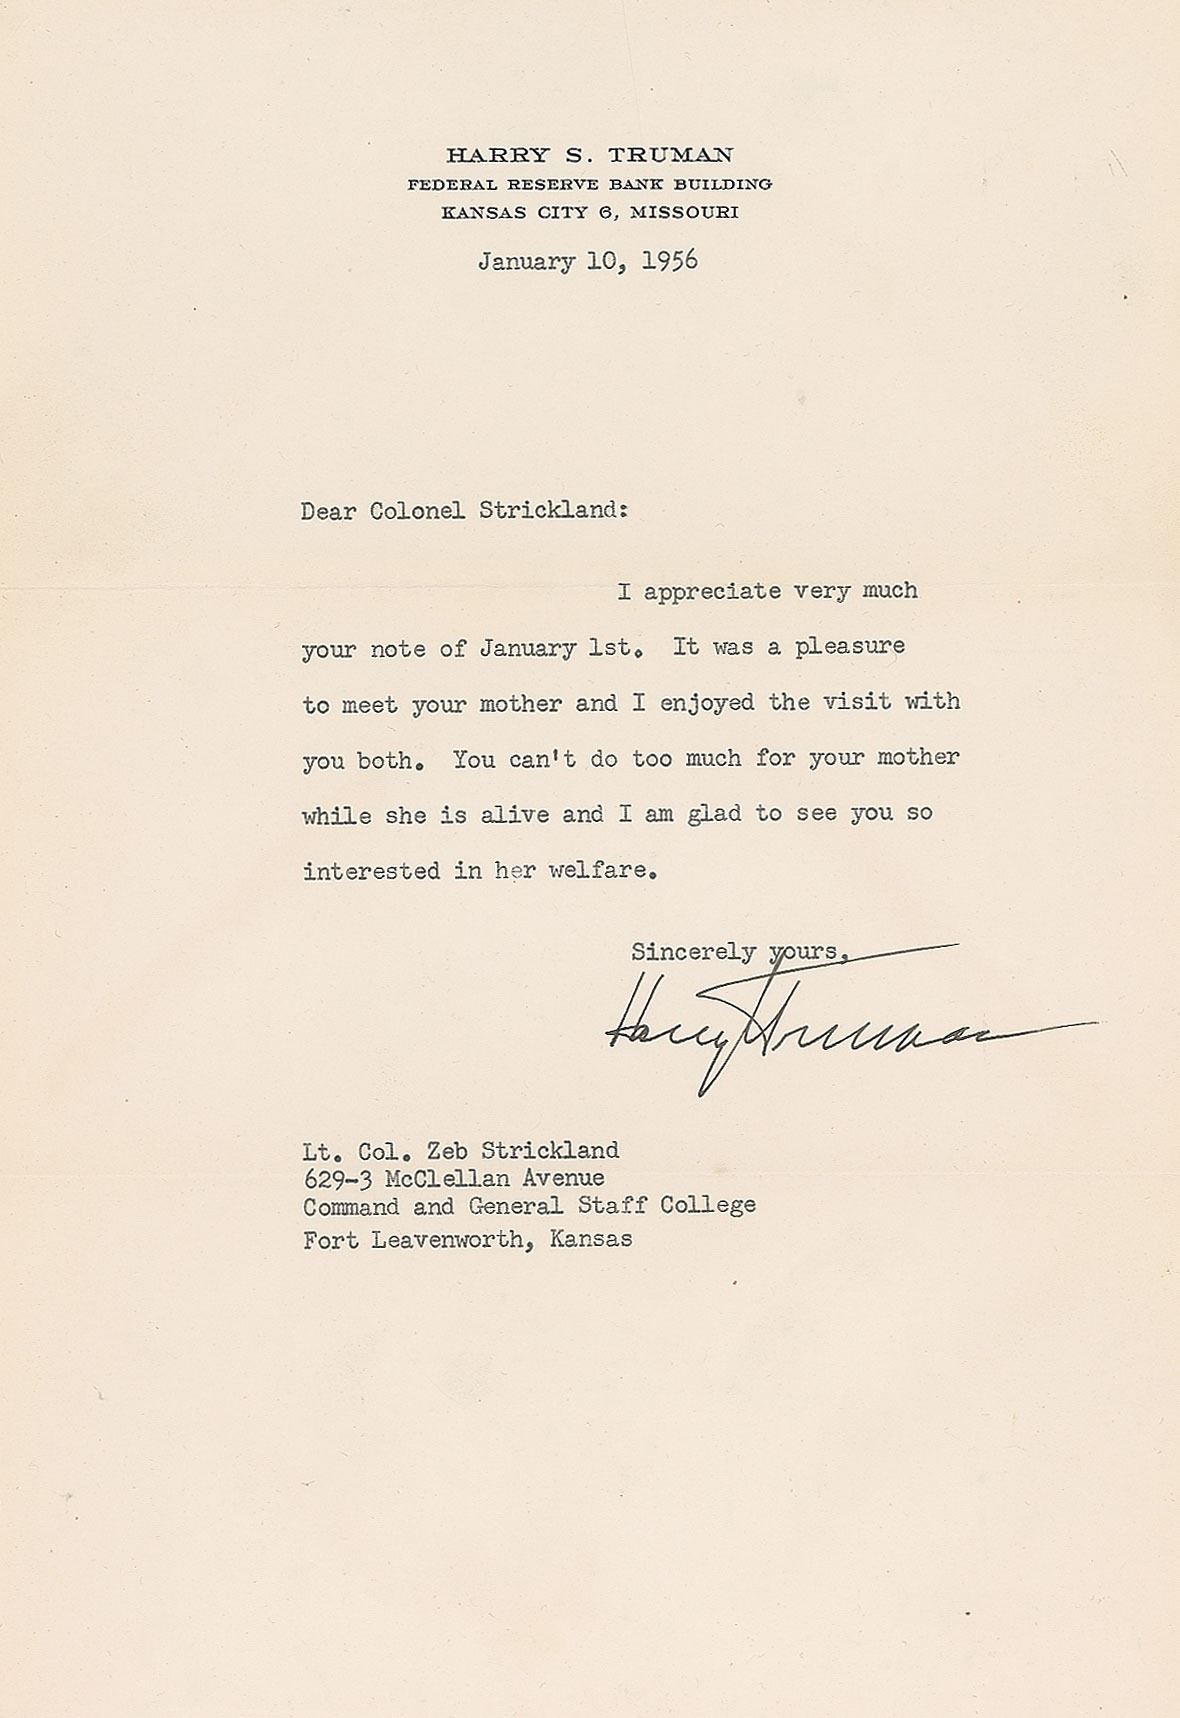 HARRY S. TRUMAN
FEDERAL RESERVE BANK BUILDING
KANSAS CITY 6, MISSOURI
January 10, 1956
Dear Colonel Strickland:
I appreciate very much
your note of January 1st. It was a pleasure
to meet your mother and I enjoyed the visit with
you both. You can't do too much for your mother
while she is alive and I am glad to see you so
interested in her welfare.
Sincerely yours,
Harry Truman
Lt. Col. Zeb Strickland
629-3 McClellan Avenue
Command and General Staff College
Fort Leavenworth, Kansas